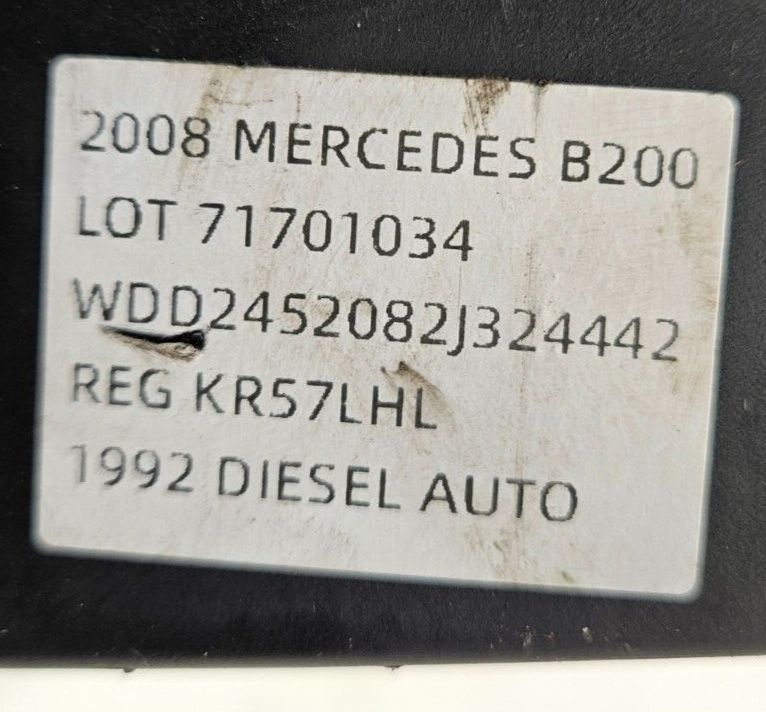 2008 MERCEDES B200
LOT 71701034
WDD2452082J324442
REG KR57LHL
1992 DIESEL AUTO